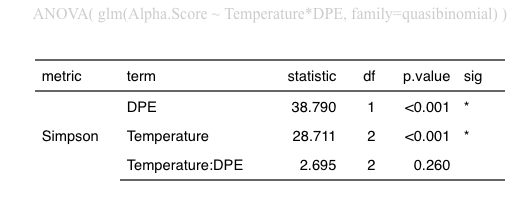 ANOVA( glm(Alpha.Score ~ Temperature*DPE, family=quasibinomial) )
metric term statistic df p.value sig
DPE 38.790 1 <0.001 *
Simpson Temperature 28.711 2 <0.001 *
Temperature:DPE 2.695 2 0.260